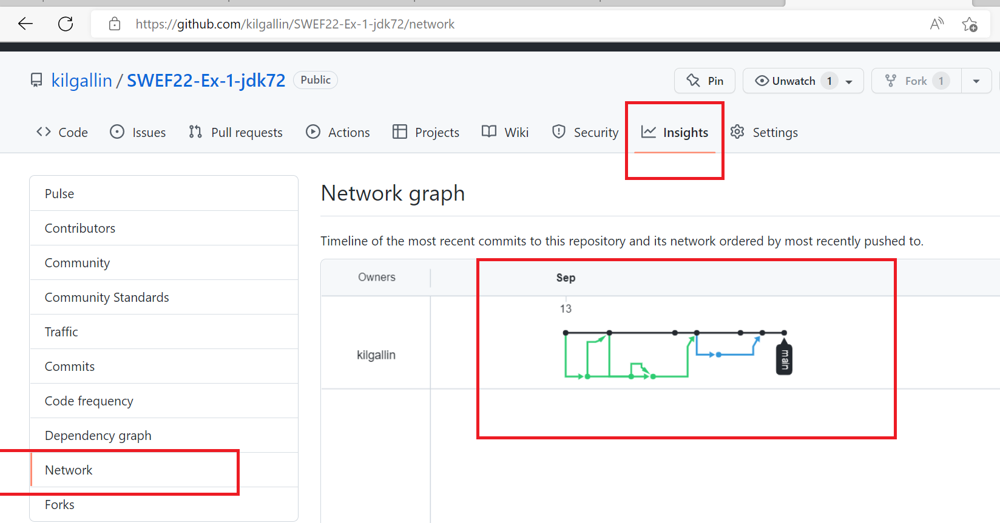 https://github.com/kilgallin/SWEF22-Ex-1-jdk72/network
kilgallin / SWEF22-Ex-1-jdk72 Public Pin Unwatch 1 Fork 1
Code Issues Pull requests Actions Projects Wiki Security Insights Settings
Pulse
Contributors
Community
Community Standards
Traffic
Commits
Code frequency
Dependency graph
Network
Forks
Network graph
Timeline of the most recent commits to this repository and its network ordered by most recently pushed to.
Owners Sep
13
kilgallin
main